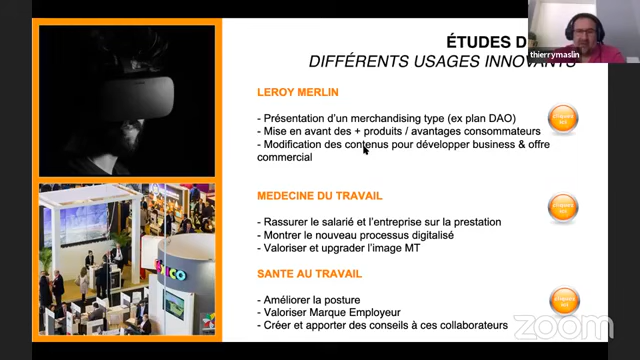 ÉTUDES D
DIFFÉRENTS USAGES INNOVANTS
thierrymaslin
LEROY MERLIN
- Présentation d'un merchandising type (ex plan DAO)
- Mise en avant des + produits / avantages consommateurs
- Modification des contenus pour développer business & offre
commercial
MEDECINE DU TRAVAIL
- Rassurer le salarié et l'entreprise sur la prestation
- Montrer le nouveau processus digitalisé
- Valoriser et upgrader l'image MT
SANTE AU TRAVAIL
- Améliorer la posture
- Valoriser Marque Employeur
- Créer et apporter des conseils à ces collaborateurs
zoom